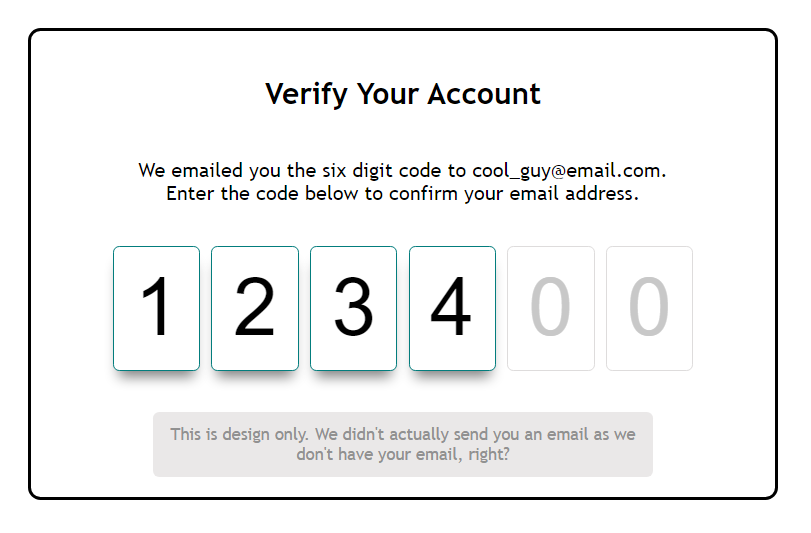 Verify Your Account
We emailed you the six digit code to cool_guy@email.com.
Enter the code below to confirm your email address.
1 2 3 4 0 0
This is design only. We didn't actually send you an email as we
don't have your email, right?